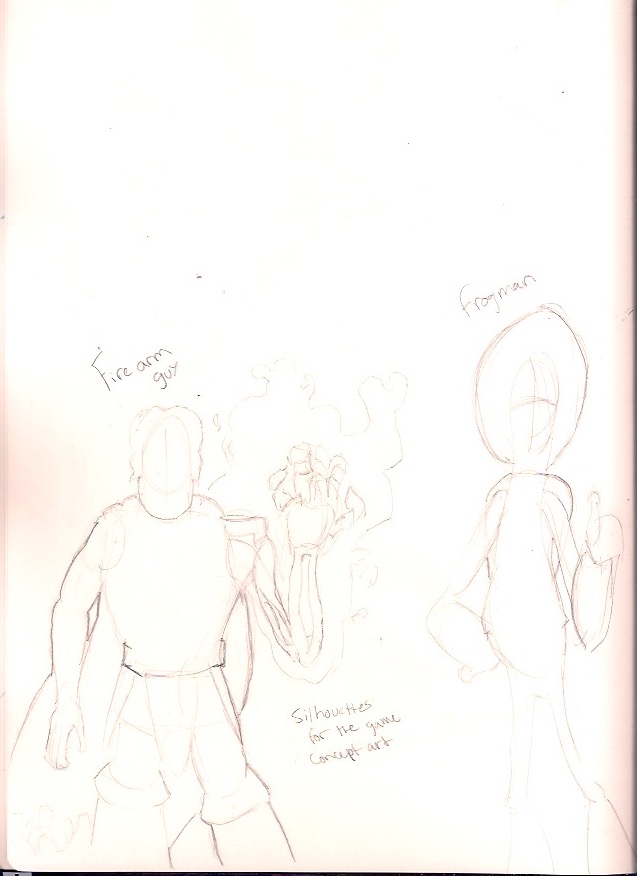 Frogman
Fire arm
guy
Silhouettes
for the game
concept art